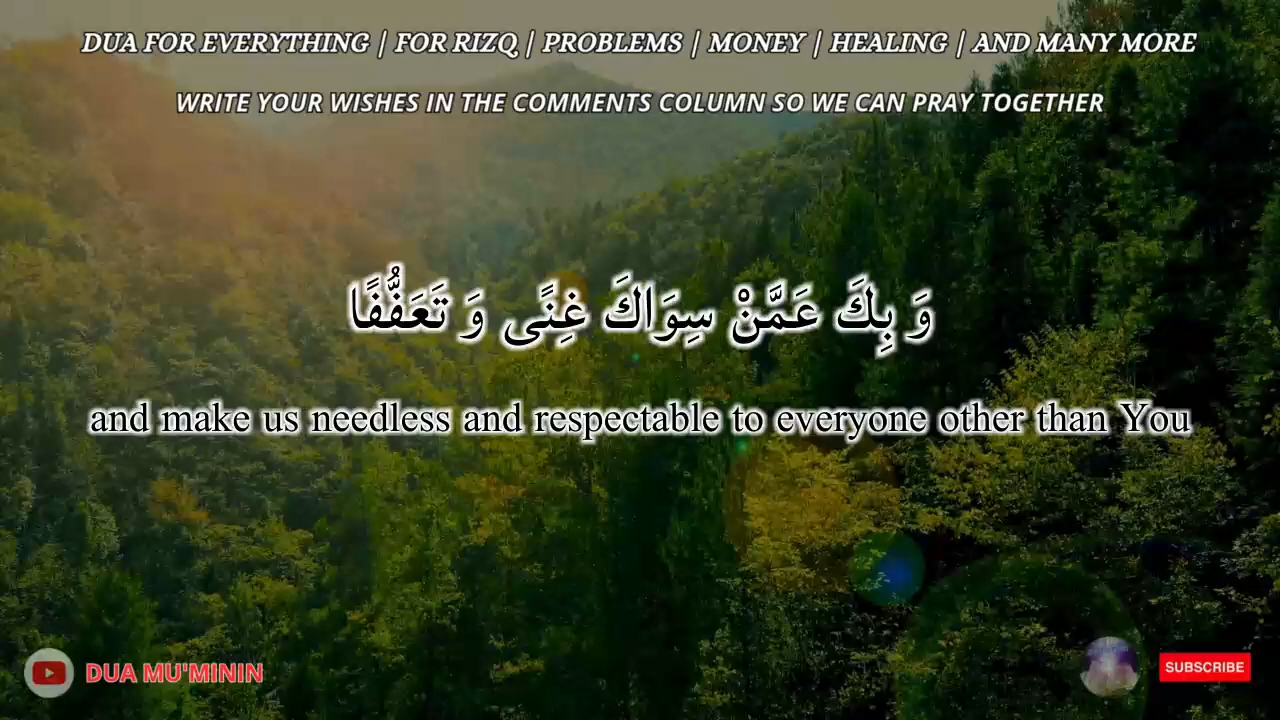 DUA FOR EVERYTHING | FOR RIZQ | PROBLEMS | MONEY | HEALING | AND MANY MORE
WRITE YOUR WISHES IN THE COMMENTS COLUMN SO WE CAN PRAY TOGETHER
وَ بِكَ عَمَّنْ سِوَاكَ غِنًى وَ تَعَفُّفًا
and make us needless and respectable to everyone other than You
DUA MU'MININ
SUBSCRIBE